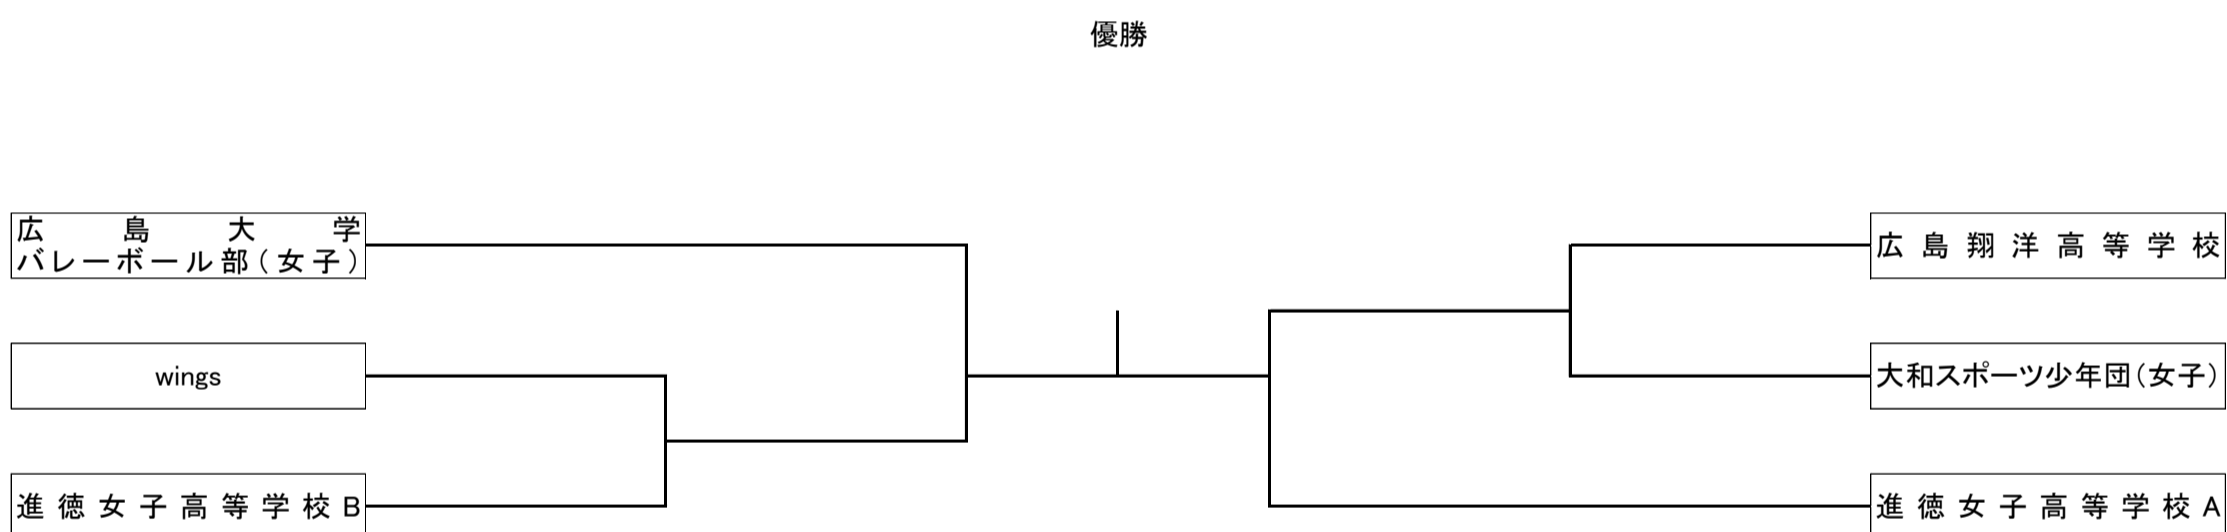 優勝
広島大学
バレーボール部(女子)
広島翔洋高等学校
wings
大和スポーツ少年団(女子)
進徳女子高等学校B
進徳女子高等学校A